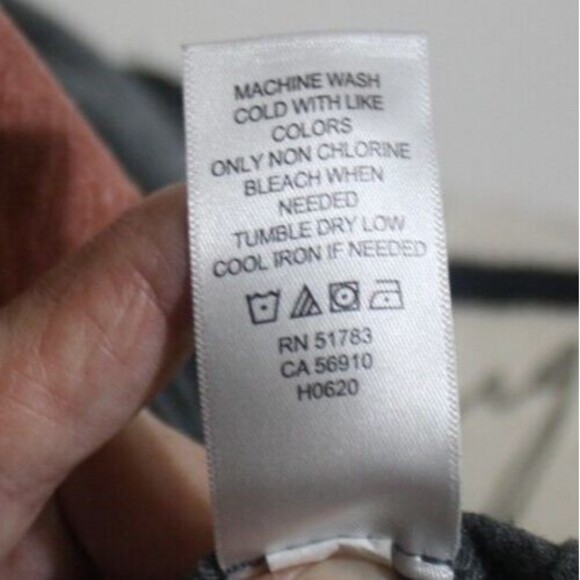 MACHINE WASH
COLD WITH LIKE
COLORS
ONLY NON CHLORINE
BLEACH WHEN
NEEDED
TUMBLE DRY LOW
COOL IRON IF NEEDED
RN 51783
CA 56910
H0620